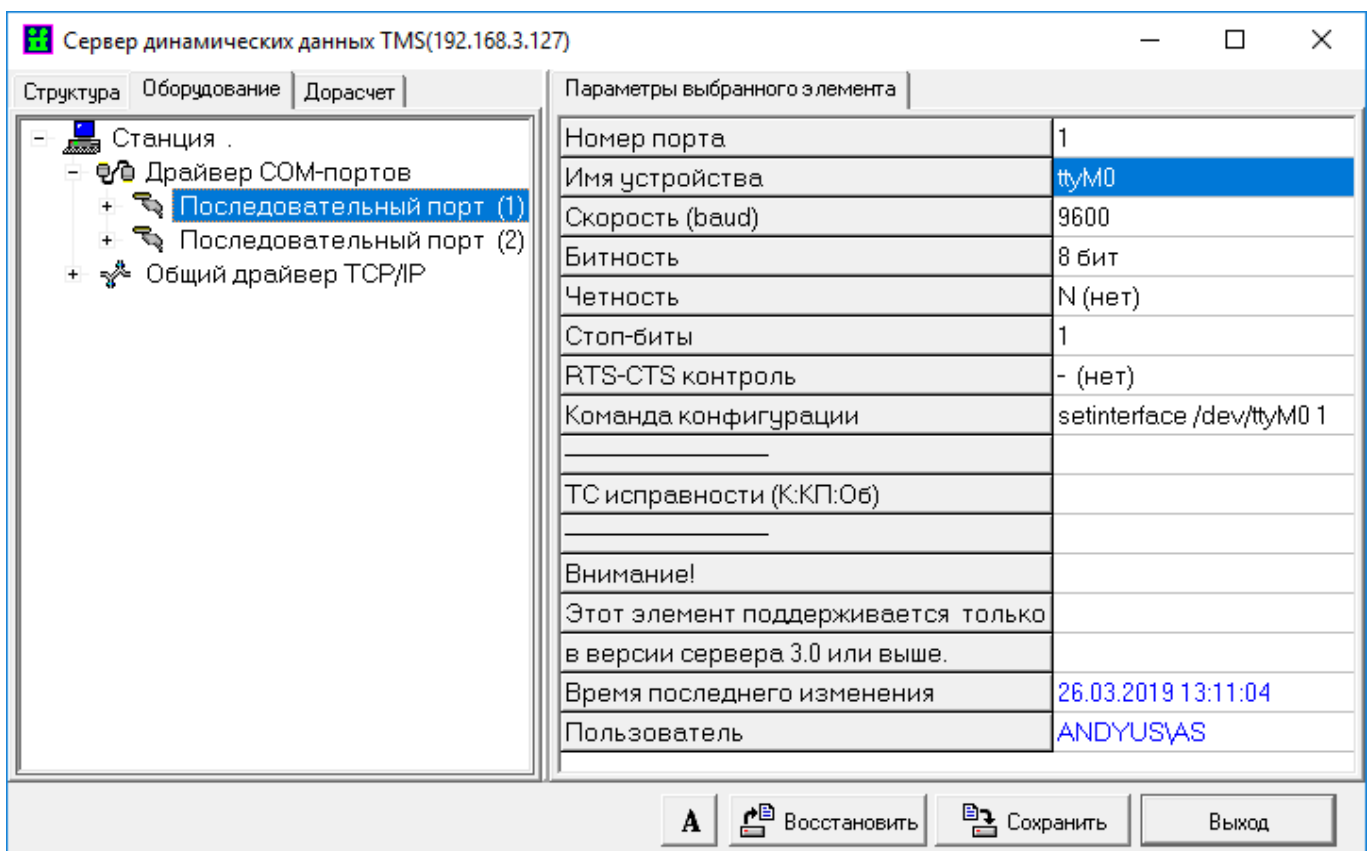 Сервер динамических данных TMS(192.168.3.127)
Структура Оборудование Дорасчет
Станция .
Драйвер COM-портов
Последовательный порт (1)
Последовательный порт (2)
Общий драйвер TCP/IP
Параметры выбранного элемента
Номер порта 1
Имя устройства ttyM0
Скорость (baud) 9600
Битность 8 бит
Четность N (нет)
Стоп-биты 1
RTS-CTS контроль - (нет)
Команда конфигурации setinterface /dev/ttyM0 1
ТС исправности (К:КП:Об)
Внимание!
Этот элемент поддерживается только
в версии сервера 3.0 или выше.
Время последнего изменения 26.03.2019 13:11:04
Пользователь ANDYUS\AS
A Восстановить Сохранить Выход